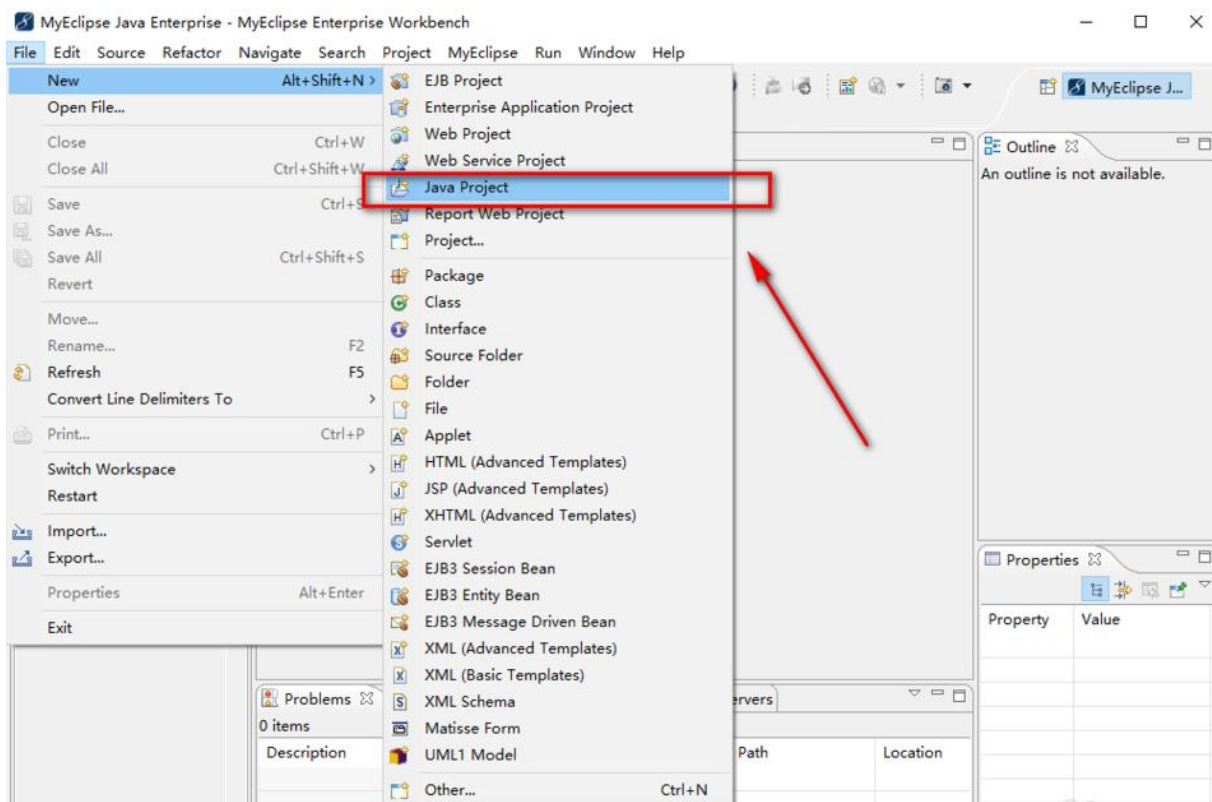 MyEclipse Java Enterprise - MyEclipse Enterprise Workbench
File Edit Source Refactor Navigate Search Project MyEclipse Run Window Help
New Alt+Shift+N >
Open File...
Close Ctrl+W
Close All Ctrl+Shift+W
Save Ctrl+S
Save As...
Save All Ctrl+Shift+S
Revert
Move...
Rename... F2
Refresh F5
Convert Line Delimiters To >
Print... Ctrl+P
Switch Workspace >
Restart
Import...
Export...
Properties Alt+Enter
Exit
EJB Project
Enterprise Application Project
Web Project
Web Service Project
Java Project
Report Web Project
Project...
Package
Class
Interface
Source Folder
Folder
File
Applet
HTML (Advanced Templates)
JSP (Advanced Templates)
XHTML (Advanced Templates)
Servlet
EJB3 Session Bean
EJB3 Entity Bean
EJB3 Message Driven Bean
XML (Advanced Templates)
XML (Basic Templates)
XML Schema
Matisse Form
UML1 Model
Other... Ctrl+N
MyEclipse J...
Outline
An outline is not available.
Properties
Property Value
Problems
ervers
0 items
Description Path Location